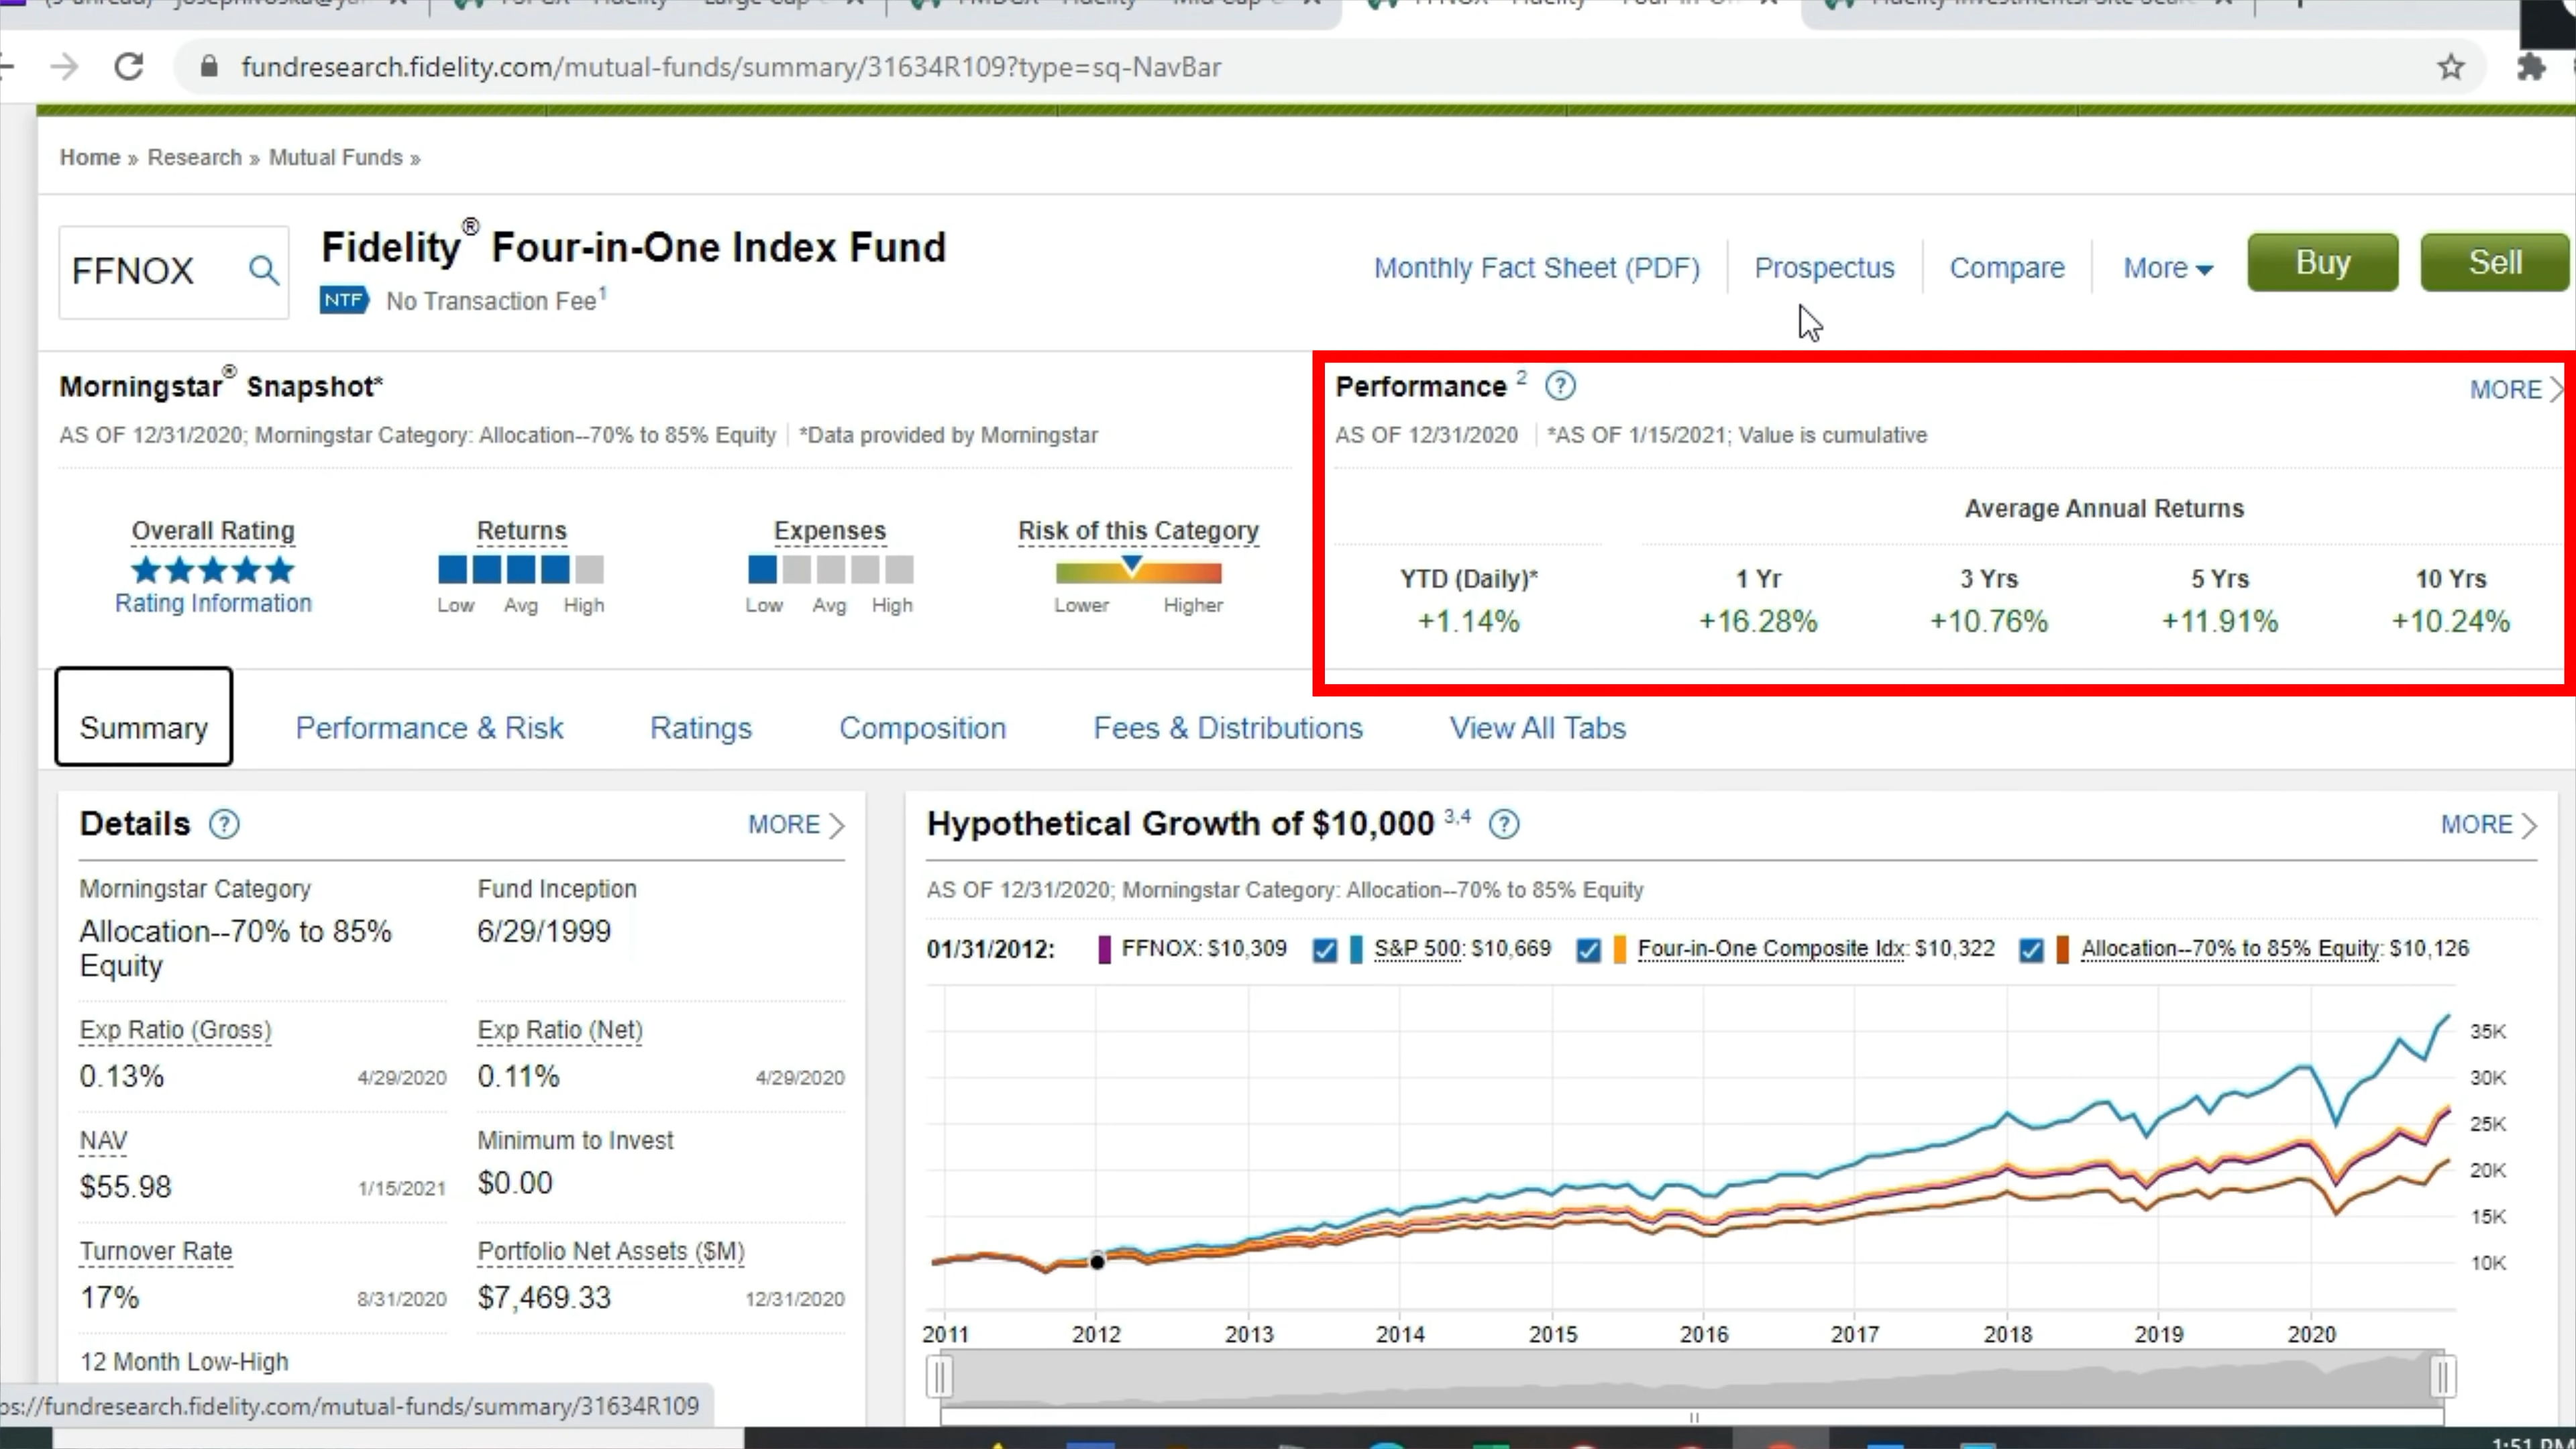 fundresearch.fidelity.com/mutual-funds/summary/31634R109?type=sq-NavBar
Home » Research » Mutual Funds »
FFNOX
Fidelity® Four-in-One Index Fund
NTF No Transaction Fee1
Monthly Fact Sheet (PDF) Prospectus Compare More Buy Sell
Morningstar® Snapshot*
AS OF 12/31/2020; Morningstar Category: Allocation--70% to 85% Equity *Data provided by Morningstar
Overall Rating Returns Expenses Risk of this Category
Rating Information Low Avg High Low Avg High Lower Higher
Performance 2 ? MORE
AS OF 12/31/2020 *AS OF 1/15/2021; Value is cumulative
Average Annual Returns
YTD (Daily)* 1 Yr 3 Yrs 5 Yrs 10 Yrs
+1.14% +16.28% +10.76% +11.91% +10.24%
Summary Performance & Risk Ratings Composition Fees & Distributions View All Tabs
Details ? MORE
Morningstar Category Fund Inception
Allocation--70% to 85% 6/29/1999
Equity
Exp Ratio (Gross) Exp Ratio (Net)
0.13% 4/29/2020 0.11% 4/29/2020
NAV Minimum to Invest
$55.98 1/15/2021 $0.00
Turnover Rate Portfolio Net Assets ($M)
17% 8/31/2020 $7,469.33 12/31/2020
12 Month Low-High
Hypothetical Growth of $10,000 3,4 ? MORE
AS OF 12/31/2020; Morningstar Category: Allocation--70% to 85% Equity
01/31/2012: FFNOX: $10,309 S&P 500: $10,669 Four-in-One Composite Idx: $10,322 Allocation--70% to 85% Equity: $10,126
35K
30K
25K
20K
15K
10K
2011 2012 2013 2014 2015 2016 2017 2018 2019 2020
ps://fundresearch.fidelity.com/mutual-funds/summary/31634R109
1:51 PM